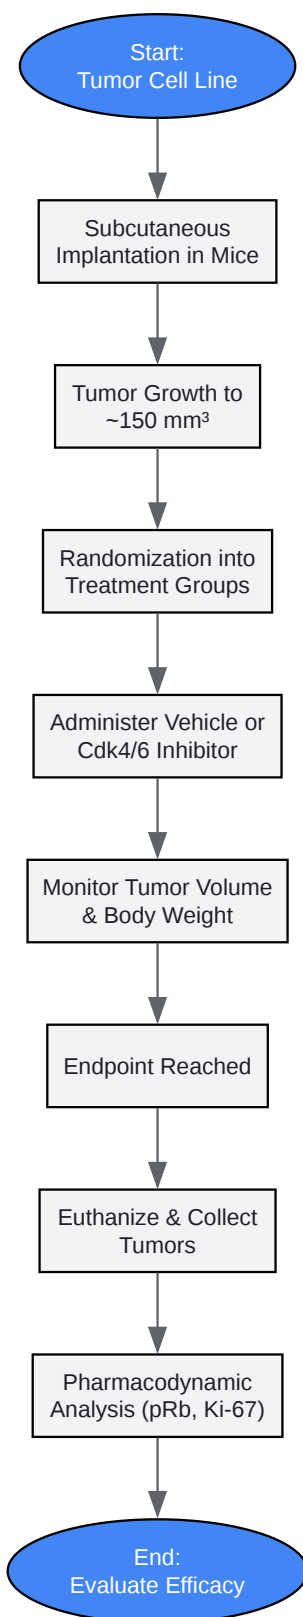 Start:
Tumor Cell Line
Subcutaneous
Implantation in Mice
Tumor Growth to
~150 mm³
Randomization into
Treatment Groups
Administer Vehicle or
Cdk4/6 Inhibitor
Monitor Tumor Volume
& Body Weight
Endpoint Reached
Euthanize & Collect
Tumors
Pharmacodynamic
Analysis (pRb, Ki-67)
End:
Evaluate Efficacy